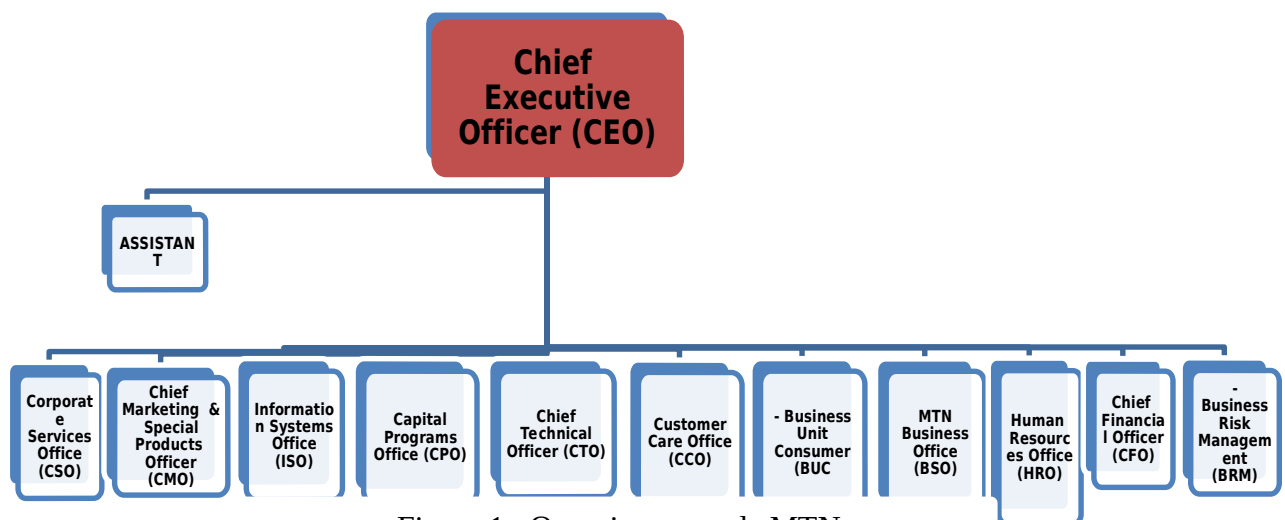 Chief
Executive
Officer (CEO)
ASSISTAN
T
Corporat
e
Services
Office
(CSO)
Chief
Marketing &
Special
Products
Officer
(CMO)
Informatio
n Systems
Office
(ISO)
Capital
Programs
Office (CPO)
Chief
Technical
Officer (CTO)
Customer
Care Office
(CCO)
- Business
Unit
Consumer
(BUC
MTN
Business
Office
(BSO)
Human
Resourc
es Office
(HRO)
Chief
Financia
l Officer
(CFO)
-
Business
Risk
Managem
ent
(BRM)